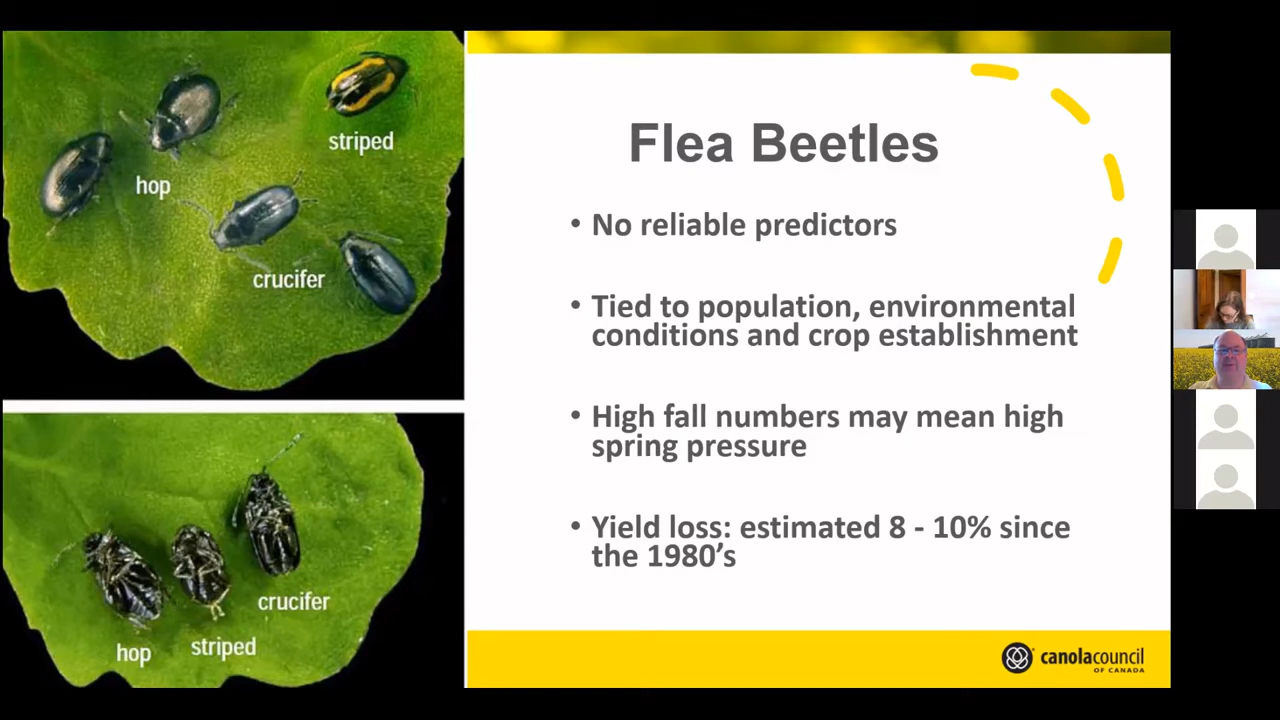 striped
hop
crucifer
crucifer
striped
hop
Flea Beetles
• No reliable predictors
• Tied to population, environmental
conditions and crop establishment
• High fall numbers may mean high
spring pressure
• Yield loss: estimated 8 - 10% since
the 1980’s
canolacouncil
OF CANADA